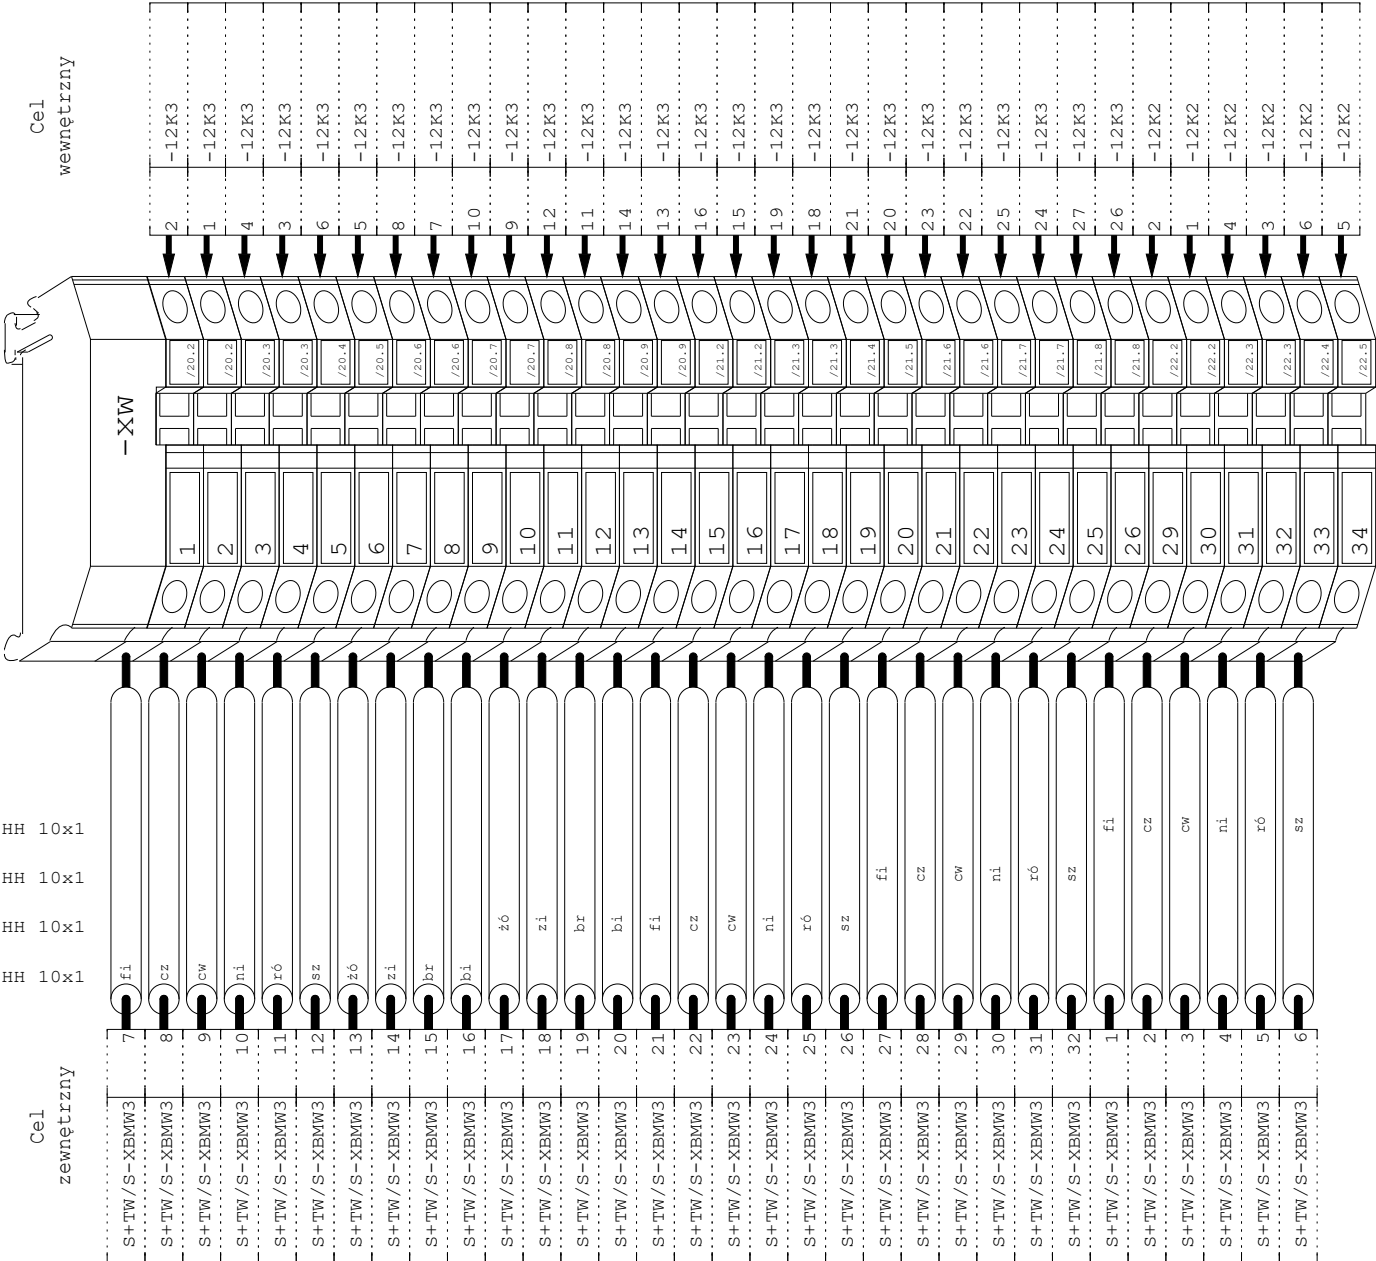 Cel
wewnętrzny
-12K3 -12K3 -12K3 -12K3 -12K3 -12K3 -12K3 -12K3 -12K3 -12K3 -12K3 -12K3 -12K3 -12K3 -12K3 -12K3 -12K3 -12K3 -12K3 -12K3 -12K3 -12K3 -12K3 -12K3 -12K3 -12K3 -12K2 -12K2 -12K2 -12K2 -12K2 -12K2
2 1 4 3 6 5 8 7 10 9 12 11 14 13 16 15 19 18 21 20 23 22 25 24 27 26 2 1 4 3 6 5
/20.2 /20.2 /20.3 /20.3 /20.4 /20.5 /20.6 /20.6 /20.7 /20.7 /20.8 /20.8 /20.9 /20.9 /21.2 /21.2 /21.3 /21.3 /21.4 /21.5 /21.6 /21.6 /21.7 /21.7 /21.8 /21.8 /22.2 /22.2 /22.3 /22.3 /22.4 /22.5
-XW
1 2 3 4 5 6 7 8 9 10 11 12 13 14 15 16 17 18 19 20 21 22 23 24 25 26 29 30 31 32 33 34
HH 10x1 fi cz cw ni ró sz
HH 10x1 fi cz cw ni ró sz
HH 10x1 żó zi br bi fi cz cw ni ró sz
HH 10x1 fi cz cw ni ró sz żó zi br bi
7 8 9 10 11 12 13 14 15 16 17 18 19 20 21 22 23 24 25 26 27 28 29 30 31 32 1 2 3 4 5 6
Cel
zewnętrzny
S+TW/S-XBMW3 S+TW/S-XBMW3 S+TW/S-XBMW3 S+TW/S-XBMW3 S+TW/S-XBMW3 S+TW/S-XBMW3 S+TW/S-XBMW3 S+TW/S-XBMW3 S+TW/S-XBMW3 S+TW/S-XBMW3 S+TW/S-XBMW3 S+TW/S-XBMW3 S+TW/S-XBMW3 S+TW/S-XBMW3 S+TW/S-XBMW3 S+TW/S-XBMW3 S+TW/S-XBMW3 S+TW/S-XBMW3 S+TW/S-XBMW3 S+TW/S-XBMW3 S+TW/S-XBMW3 S+TW/S-XBMW3 S+TW/S-XBMW3 S+TW/S-XBMW3 S+TW/S-XBMW3 S+TW/S-XBMW3 S+TW/S-XBMW3 S+TW/S-XBMW3 S+TW/S-XBMW3 S+TW/S-XBMW3 S+TW/S-XBMW3 S+TW/S-XBMW3